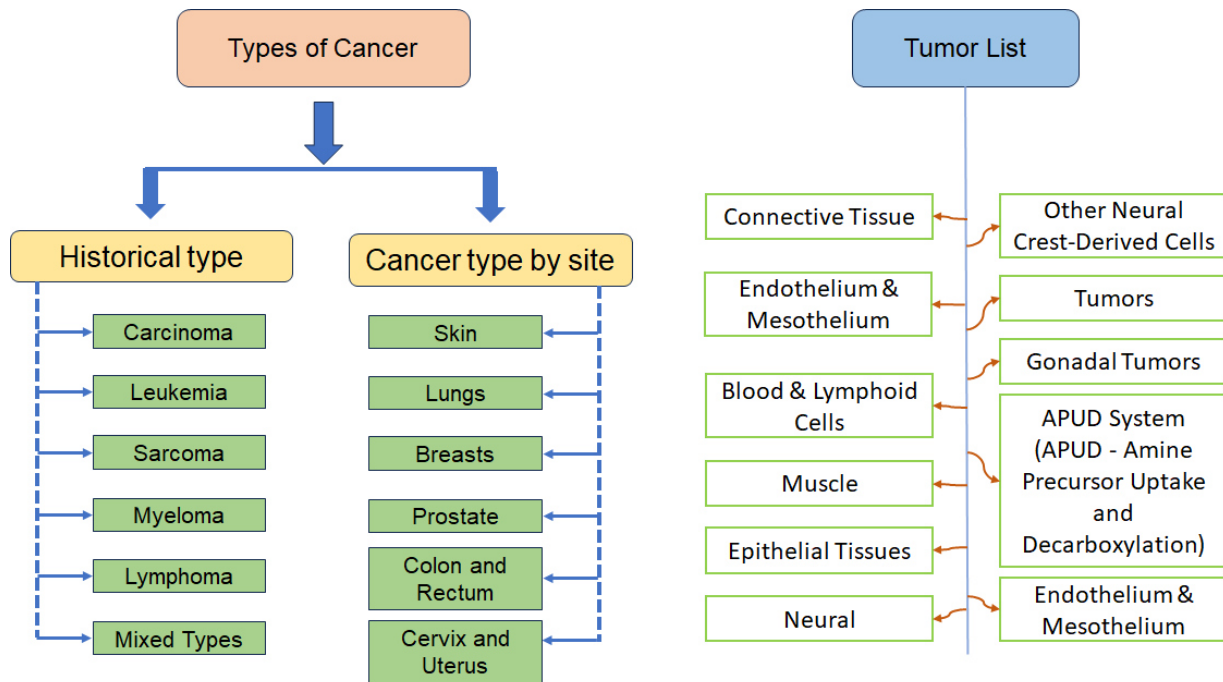 Types of Cancer
Historical type
Carcinoma
Leukemia
Sarcoma
Myeloma
Lymphoma
Mixed Types
Cancer type by site
Skin
Lungs
Breasts
Prostate
Colon and
Rectum
Cervix and
Uterus
Tumor List
Connective Tissue
Endothelium &
Mesothelium
Blood & Lymphoid
Cells
Muscle
Epithelial Tissues
Neural
Other Neural
Crest-Derived Cells
Tumors
Gonadal Tumors
APUD System
(APUD - Amine
Precursor Uptake
and
Decarboxylation)
Endothelium &
Mesothelium